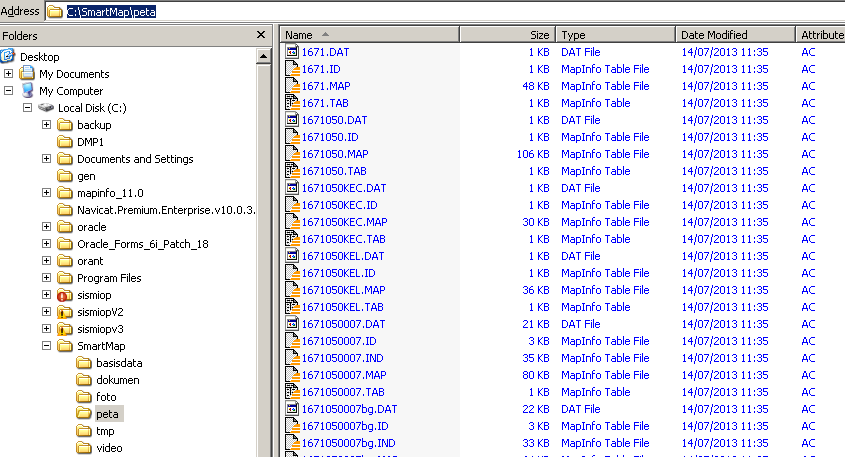 Address C:\SmartMap\peta
Folders
Desktop
My Documents
My Computer
Local Disk (C:)
backup
DMP1
Documents and Settings
gen
mapinfo_11.0
Navicat.Premium.Enterprise.v10.0.3.
oracle
Oracle_Forms_6i_Patch_18
orant
Program Files
sismiop
sismiopV2
sismiopv3
SmartMap
basisdata
dokumen
foto
peta
tmp
video
Name Size Type Date Modified Attribute
1671.DAT 1 KB DAT File 14/07/2013 11:35 AC
1671.ID 1 KB MapInfo Table File 14/07/2013 11:35 AC
1671.MAP 48 KB MapInfo Table File 14/07/2013 11:35 AC
1671.TAB 1 KB MapInfo Table 14/07/2013 11:35 AC
1671050.DAT 1 KB DAT File 14/07/2013 11:35 AC
1671050.ID 1 KB MapInfo Table File 14/07/2013 11:35 AC
1671050.MAP 106 KB MapInfo Table File 14/07/2013 11:35 AC
1671050.TAB 1 KB MapInfo Table 14/07/2013 11:35 AC
1671050KEC.DAT 1 KB DAT File 14/07/2013 11:35 AC
1671050KEC.ID 1 KB MapInfo Table File 14/07/2013 11:35 AC
1671050KEC.MAP 30 KB MapInfo Table File 14/07/2013 11:35 AC
1671050KEC.TAB 1 KB MapInfo Table 14/07/2013 11:35 AC
1671050KEL.DAT 1 KB DAT File 14/07/2013 11:35 AC
1671050KEL.ID 1 KB MapInfo Table File 14/07/2013 11:35 AC
1671050KEL.MAP 36 KB MapInfo Table File 14/07/2013 11:35 AC
1671050KEL.TAB 1 KB MapInfo Table 14/07/2013 11:35 AC
1671050007.DAT 21 KB DAT File 14/07/2013 11:35 AC
1671050007.ID 3 KB MapInfo Table File 14/07/2013 11:35 AC
1671050007.IND 35 KB MapInfo Table File 14/07/2013 11:35 AC
1671050007.MAP 80 KB MapInfo Table File 14/07/2013 11:35 AC
1671050007.TAB 1 KB MapInfo Table 14/07/2013 11:35 AC
1671050007bg.DAT 22 KB DAT File 14/07/2013 11:35 AC
1671050007bg.ID 3 KB MapInfo Table File 14/07/2013 11:35 AC
1671050007bg.IND 33 KB MapInfo Table File 14/07/2013 11:35 AC